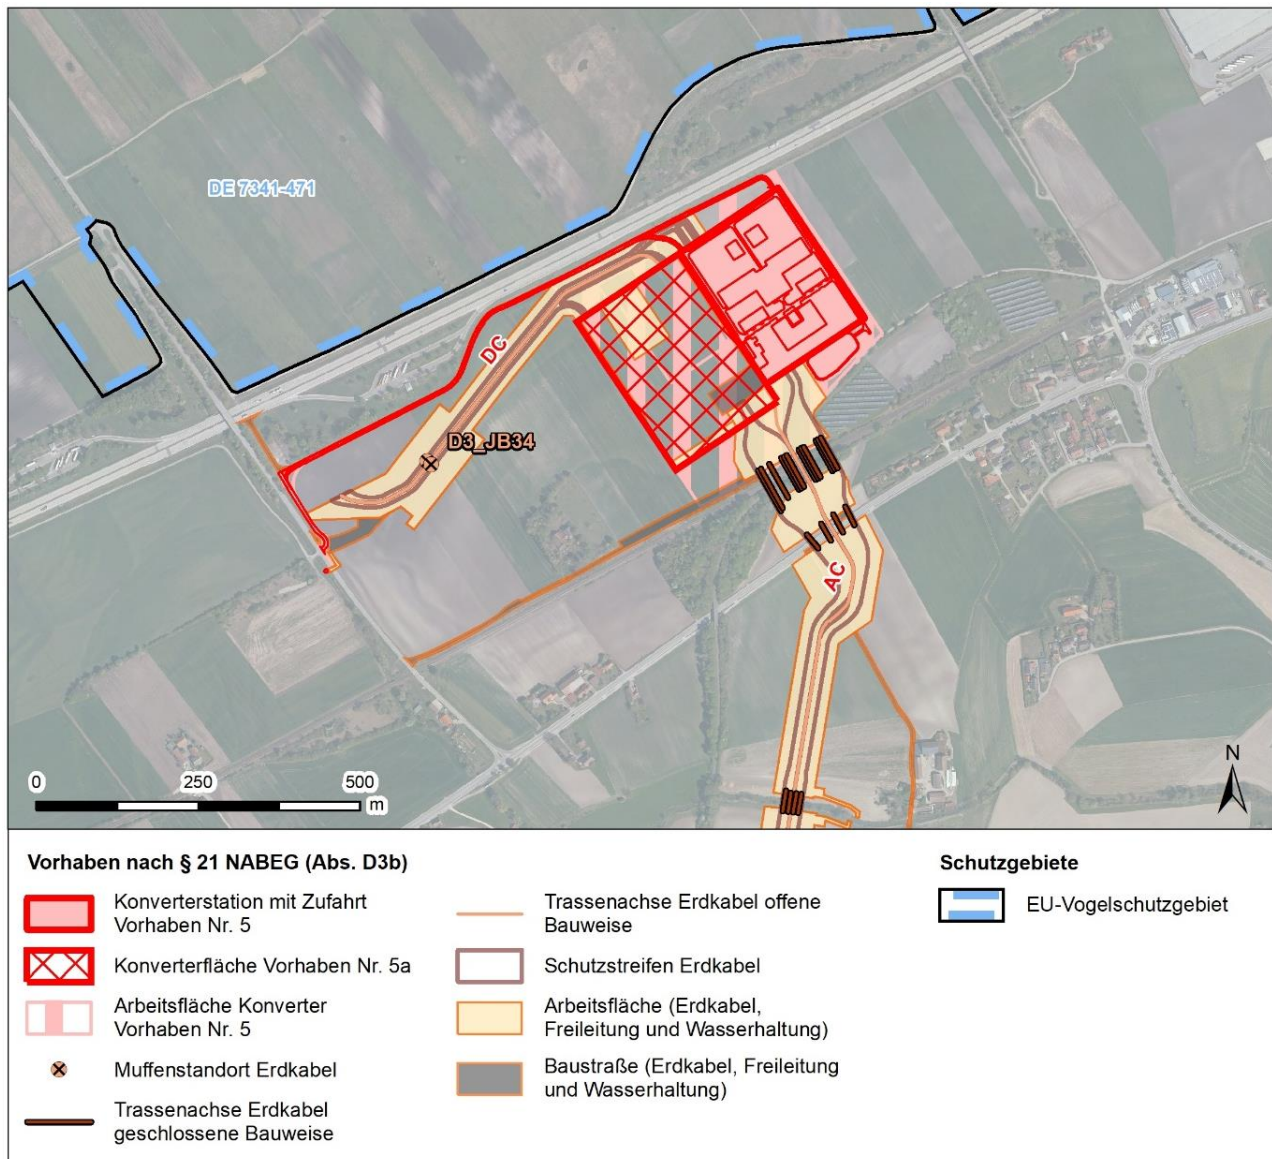 DE 7341-471
DC
D3_JB34
AC
N
0 250 500
m
Vorhaben nach § 21 NABEG (Abs. D3b)
Konverterstation mit Zufahrt
Vorhaben Nr. 5
Konverterfläche Vorhaben Nr. 5a
Arbeitsfläche Konverter
Vorhaben Nr. 5
Muffenstandort Erdkabel
Trassenachse Erdkabel
geschlossene Bauweise
Trassenachse Erdkabel offene
Bauweise
Schutzstreifen Erdkabel
Arbeitsfläche (Erdkabel,
Freileitung und Wasserhaltung)
Baustraße (Erdkabel, Freileitung
und Wasserhaltung)
Schutzgebiete
EU-Vogelschutzgebiet